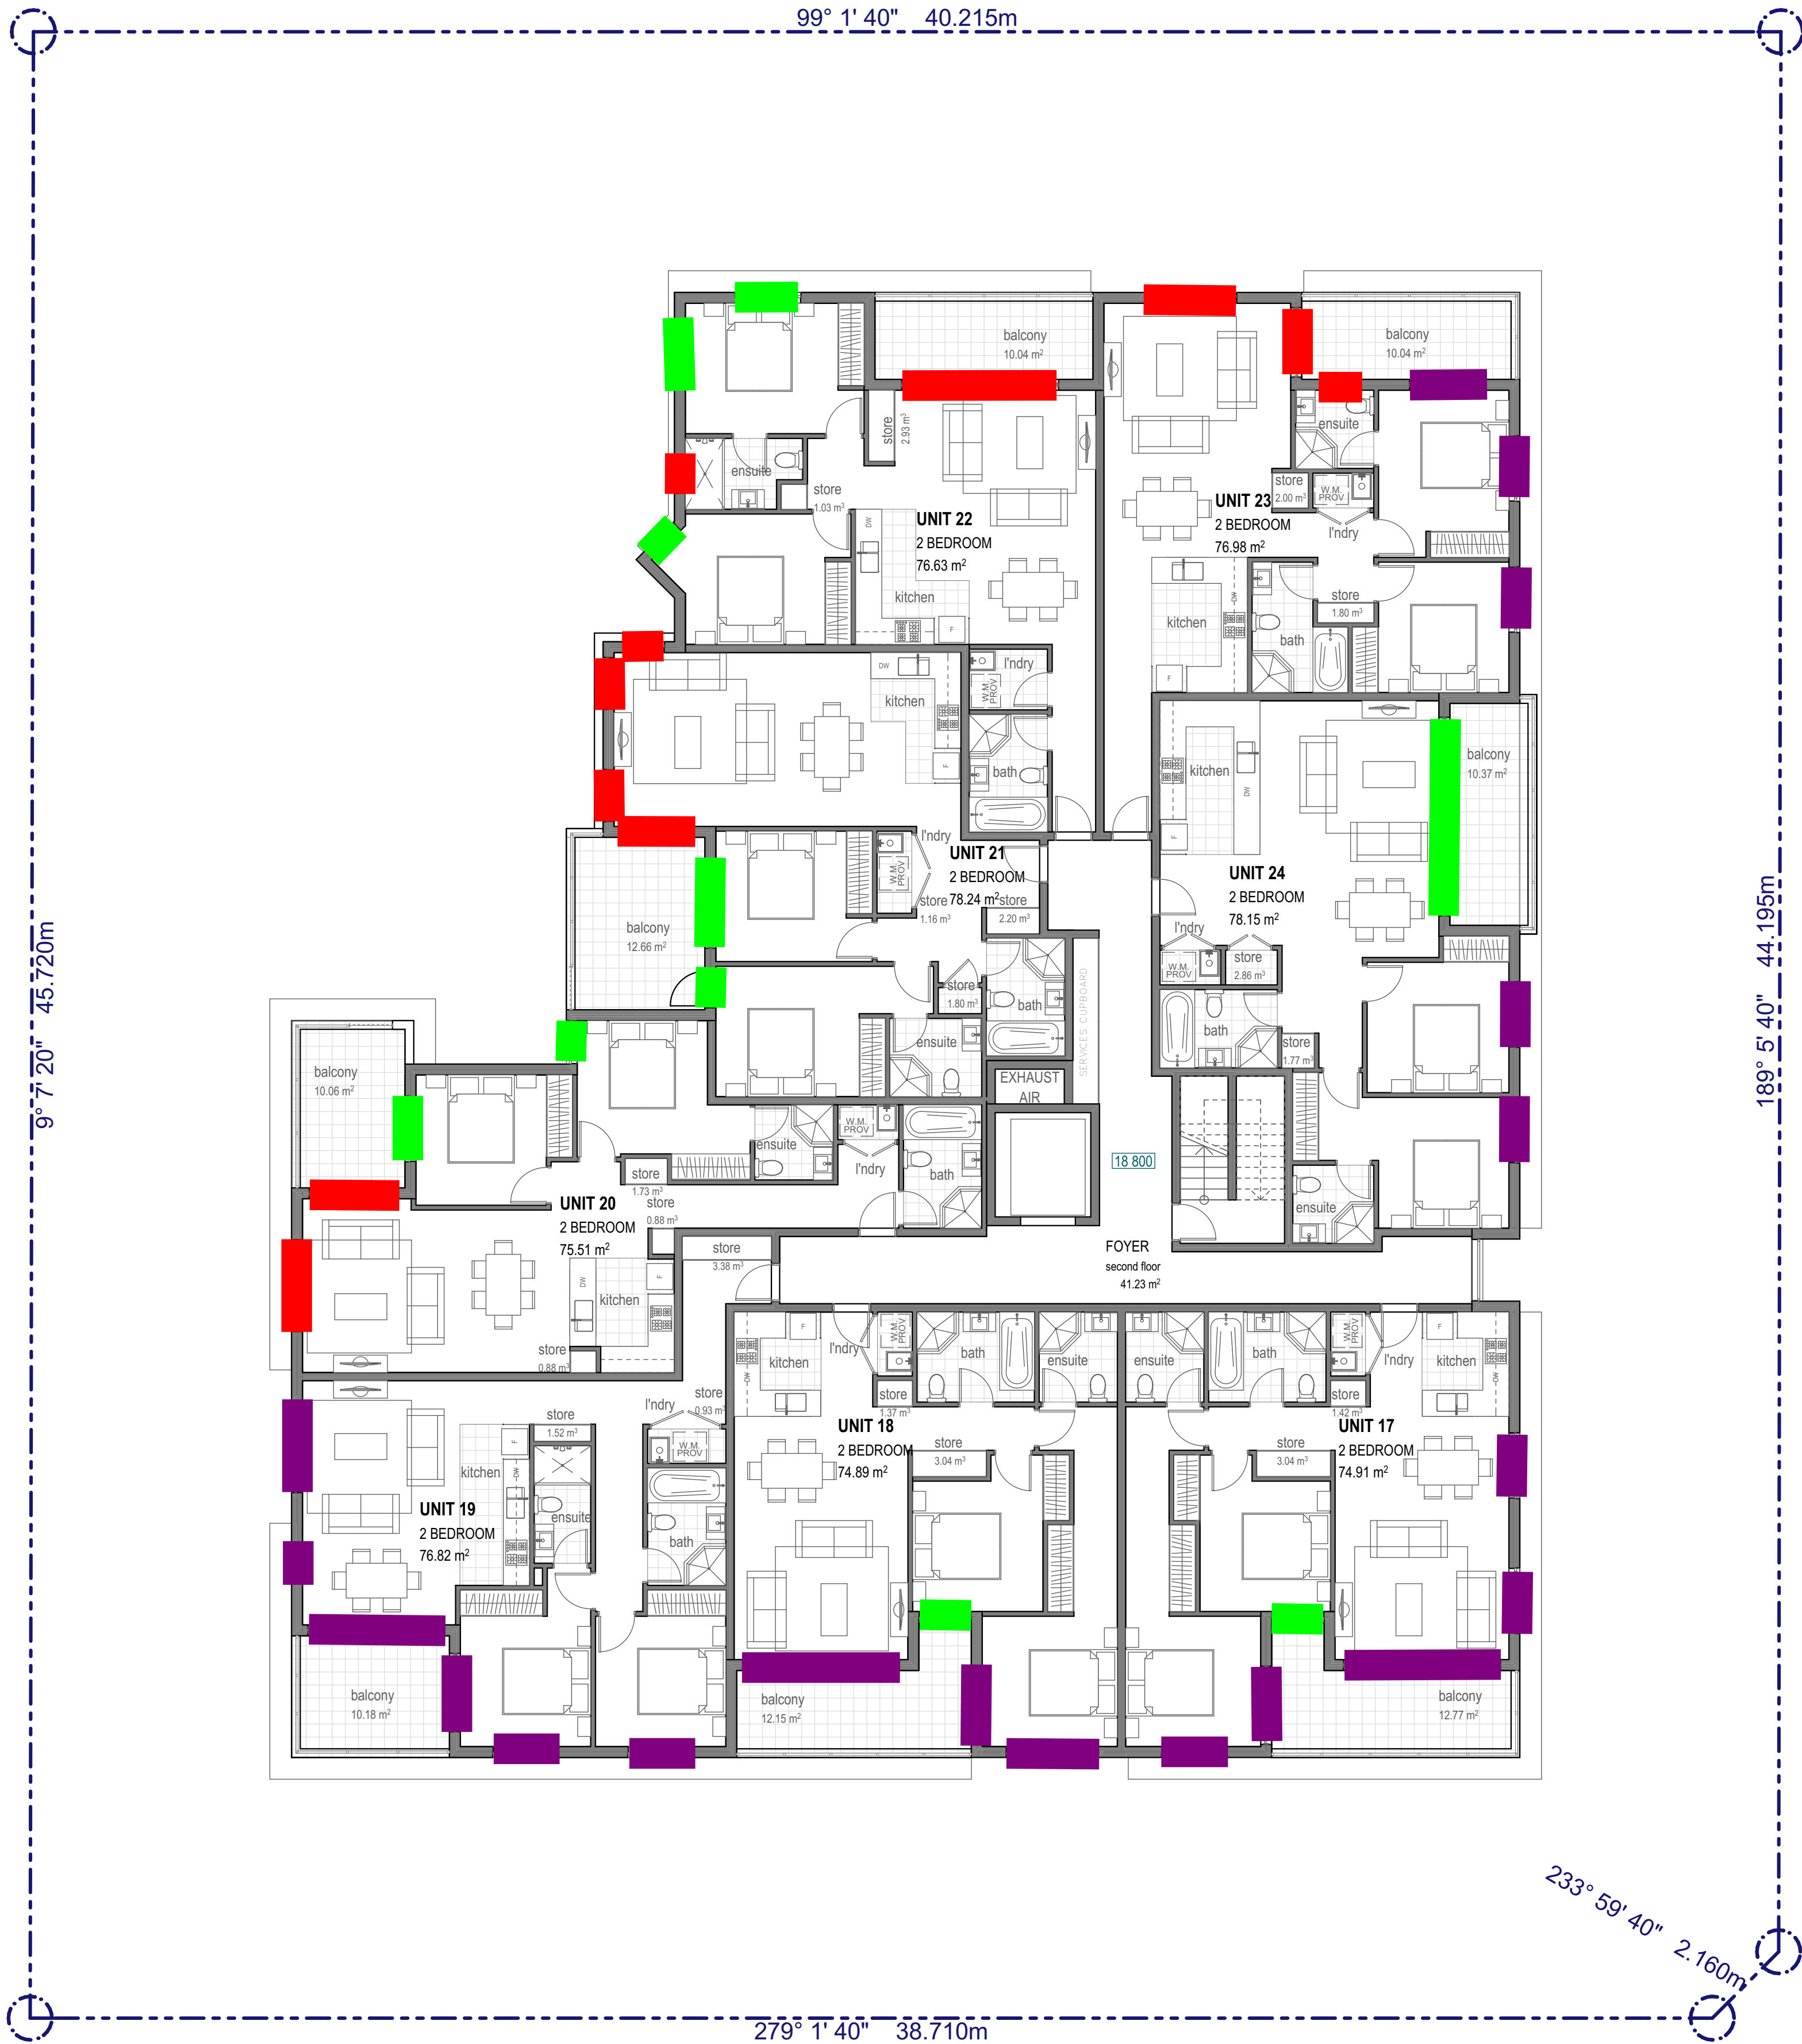 99° 1' 40" 40.215m
9° 7' 20" 45.720m
189° 5' 40" 44.195m
233° 59' 40" 2.160m
279° 1' 40" 38.710m
balcony
10.04 m²
ensuite
store
2.93 m³
store
1.03 m³
UNIT 22
2 BEDROOM
76.63 m²
DW
kitchen
F
l'ndry
W.M.
PROV
bath
balcony
10.04 m²
ensuite
store
2.00 m³
W.M.
PROV
l'ndry
UNIT 23
2 BEDROOM
76.98 m²
DW
kitchen
F
store
1.80 m³
bath
DW
kitchen
F
l'ndry
W.M.
PROV
UNIT 21
2 BEDROOM
78.24 m²
store
1.16 m³
store
2.20 m³
balcony
12.66 m²
store
1.80 m³
bath
ensuite
SERVICES CUPBOARD
EXHAUST
AIR
kitchen
DW
F
balcony
10.37 m²
UNIT 24
2 BEDROOM
78.15 m²
l'ndry
W.M.
PROV
store
2.86 m³
bath
store
1.77 m³
ensuite
18 800
balcony
10.06 m²
ensuite
W.M.
PROV
l'ndry
bath
store
1.73 m³
store
0.88 m³
UNIT 20
2 BEDROOM
75.51 m²
DW
F
kitchen
store
0.88 m³
store
3.38 m³
FOYER
second floor
41.23 m²
store
1.52 m³
l'ndry
store
0.93 m³
W.M.
PROV
F
kitchen
DW
UNIT 19
2 BEDROOM
76.82 m²
ensuite
bath
balcony
10.18 m²
F
kitchen
DW
l'ndry
W.M.
PROV
bath
ensuite
store
1.37 m³
UNIT 18
2 BEDROOM
74.89 m²
store
3.04 m³
balcony
12.15 m²
ensuite
bath
W.M.
PROV
l'ndry
F
kitchen
DW
store
1.42 m³
UNIT 17
2 BEDROOM
74.91 m²
store
3.04 m³
balcony
12.77 m²